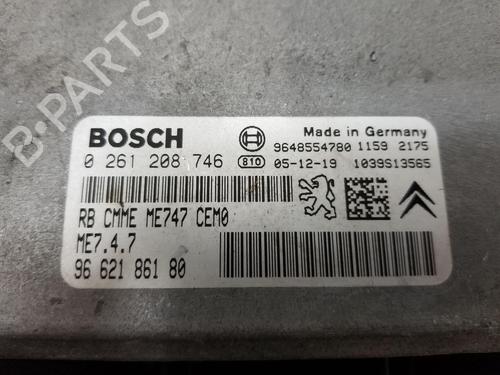 B-PARTS
BOSCH
Made in Germany
9648554780 1159 2175
0 261 208 746 810 05-12-19 1039S13565
RB CMME ME747 CEM0
ME7.4.7
96 621 861 80